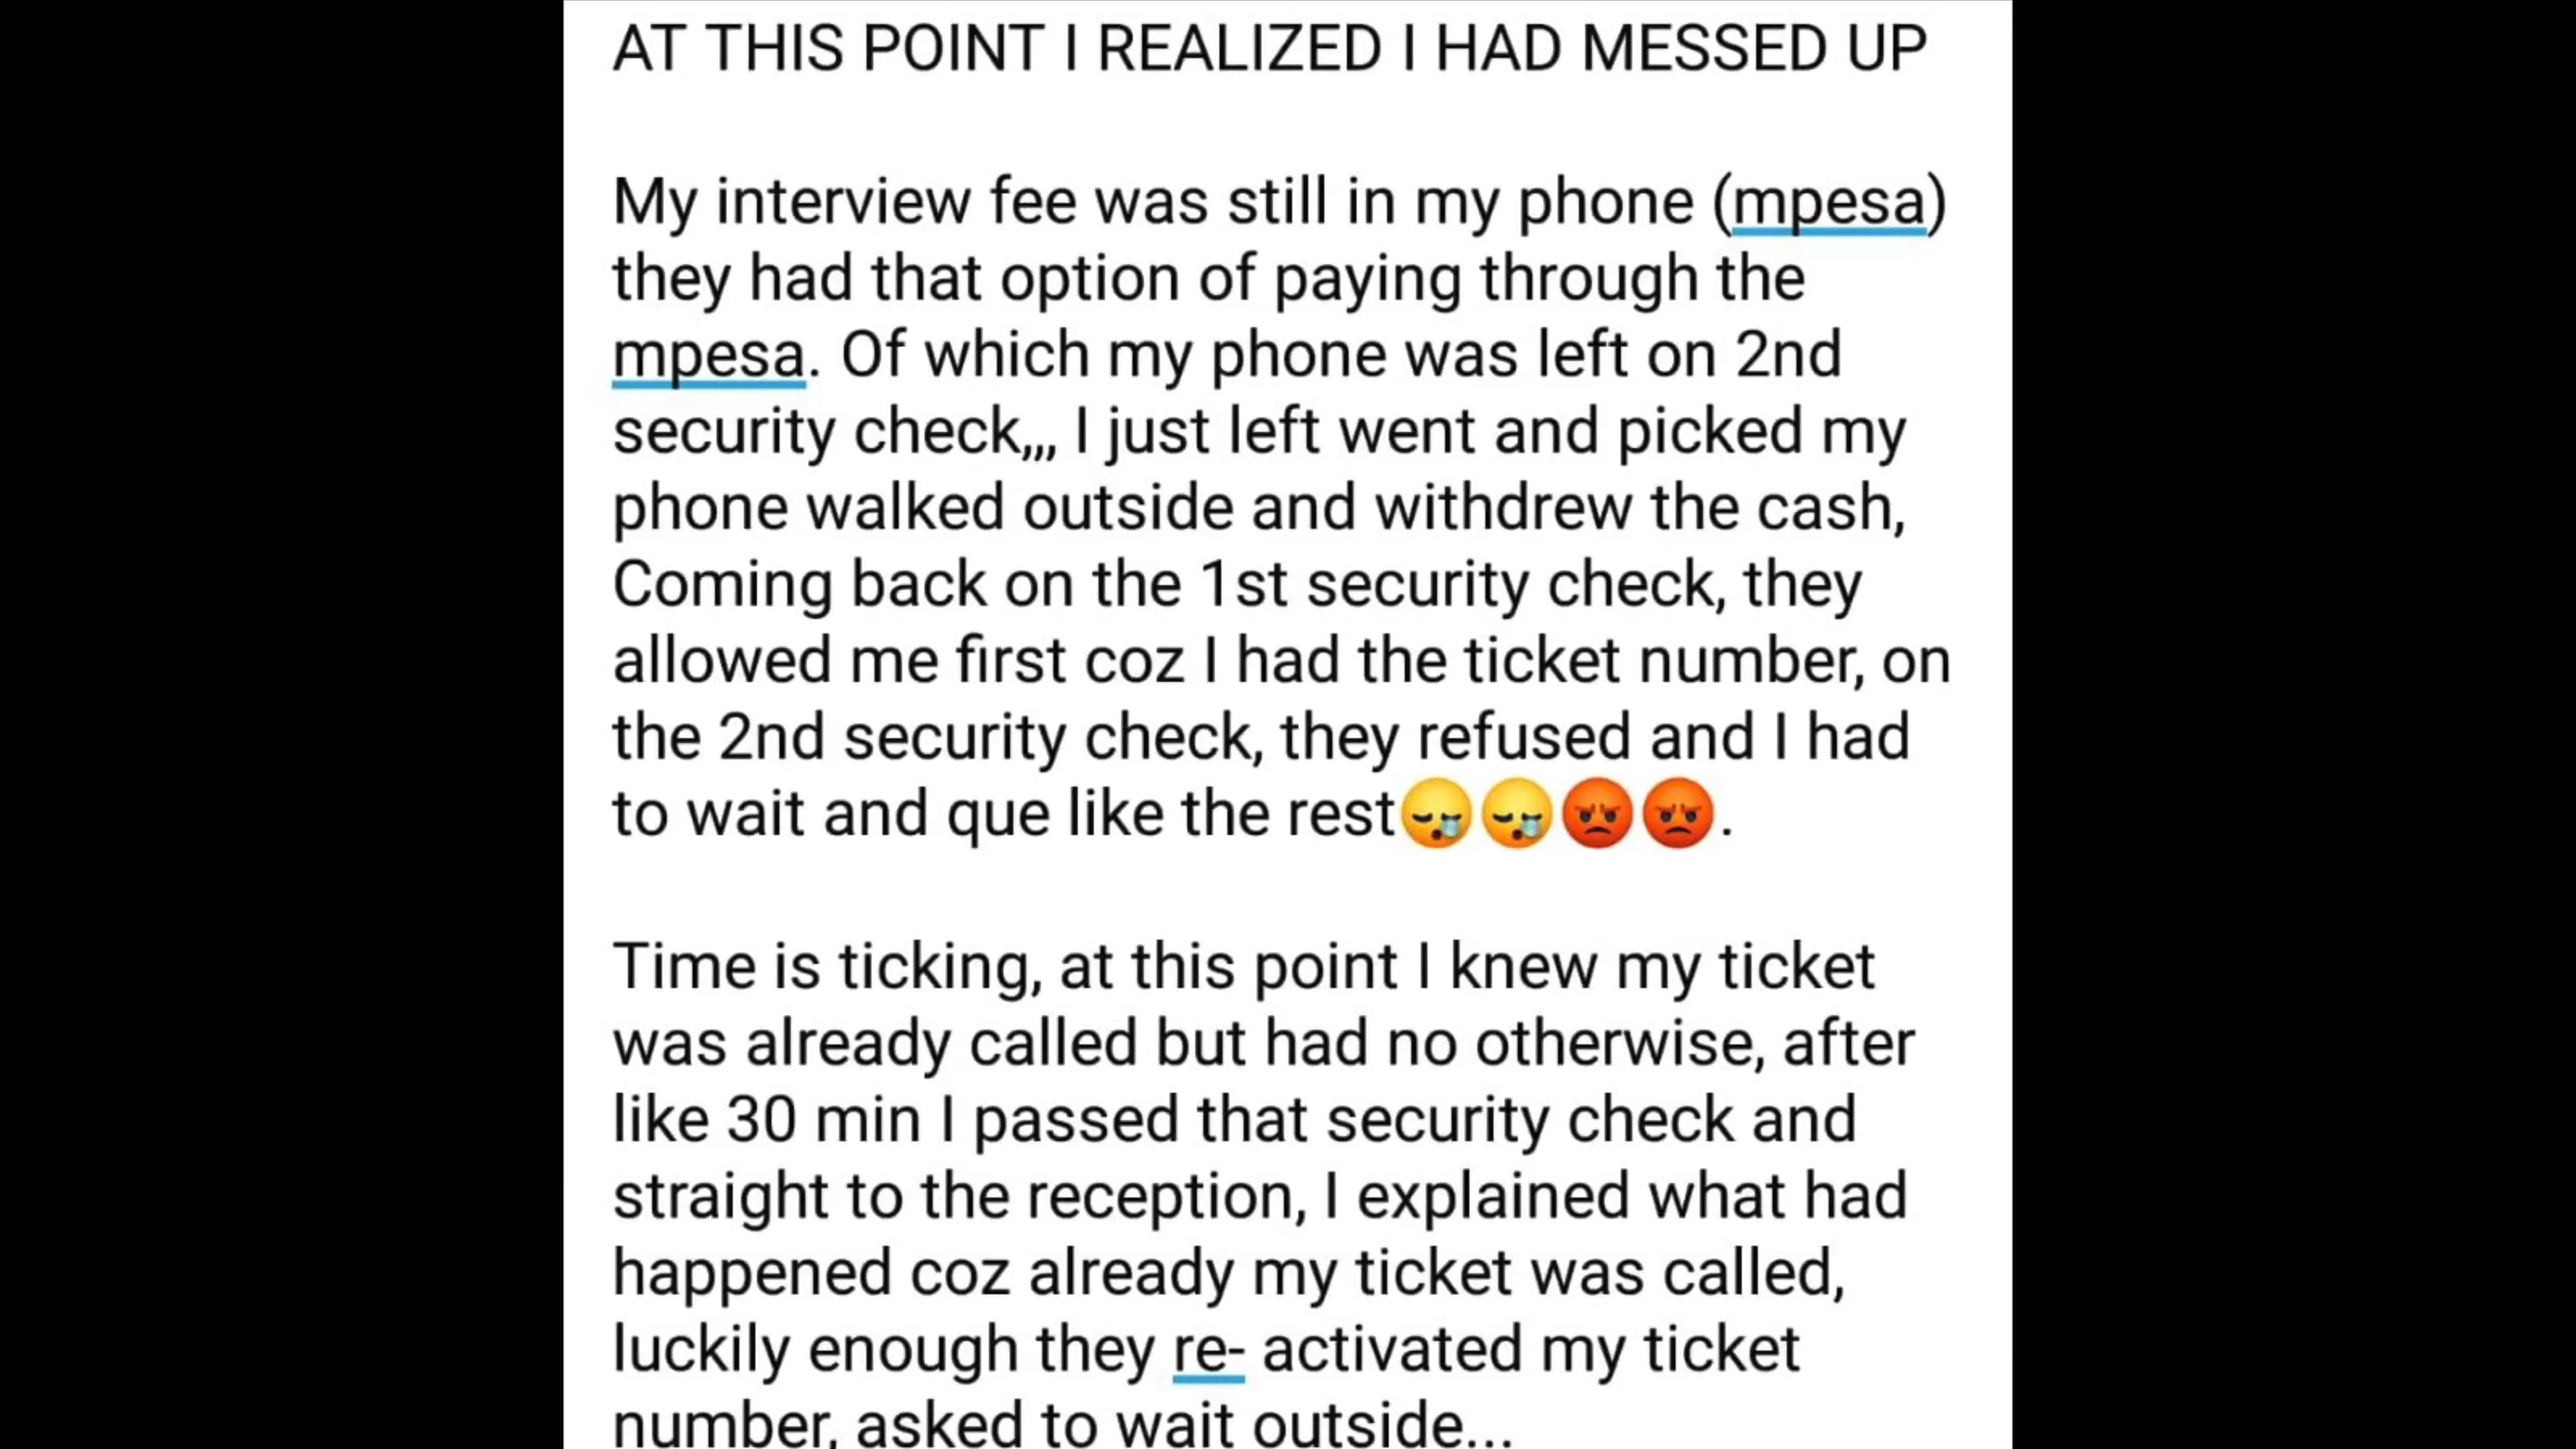 AT THIS POINT I REALIZED I HAD MESSED UP
My interview fee was still in my phone (mpesa)
they had that option of paying through the
mpesa. Of which my phone was left on 2nd
security check,,, I just left went and picked my
phone walked outside and withdrew the cash,
Coming back on the 1st security check, they
allowed me first coz I had the ticket number, on
the 2nd security check, they refused and I had
to wait and que like the rest😪😪😡😡.
Time is ticking, at this point I knew my ticket
was already called but had no otherwise, after
like 30 min I passed that security check and
straight to the reception, I explained what had
happened coz already my ticket was called,
luckily enough they re- activated my ticket
number, asked to wait outside...